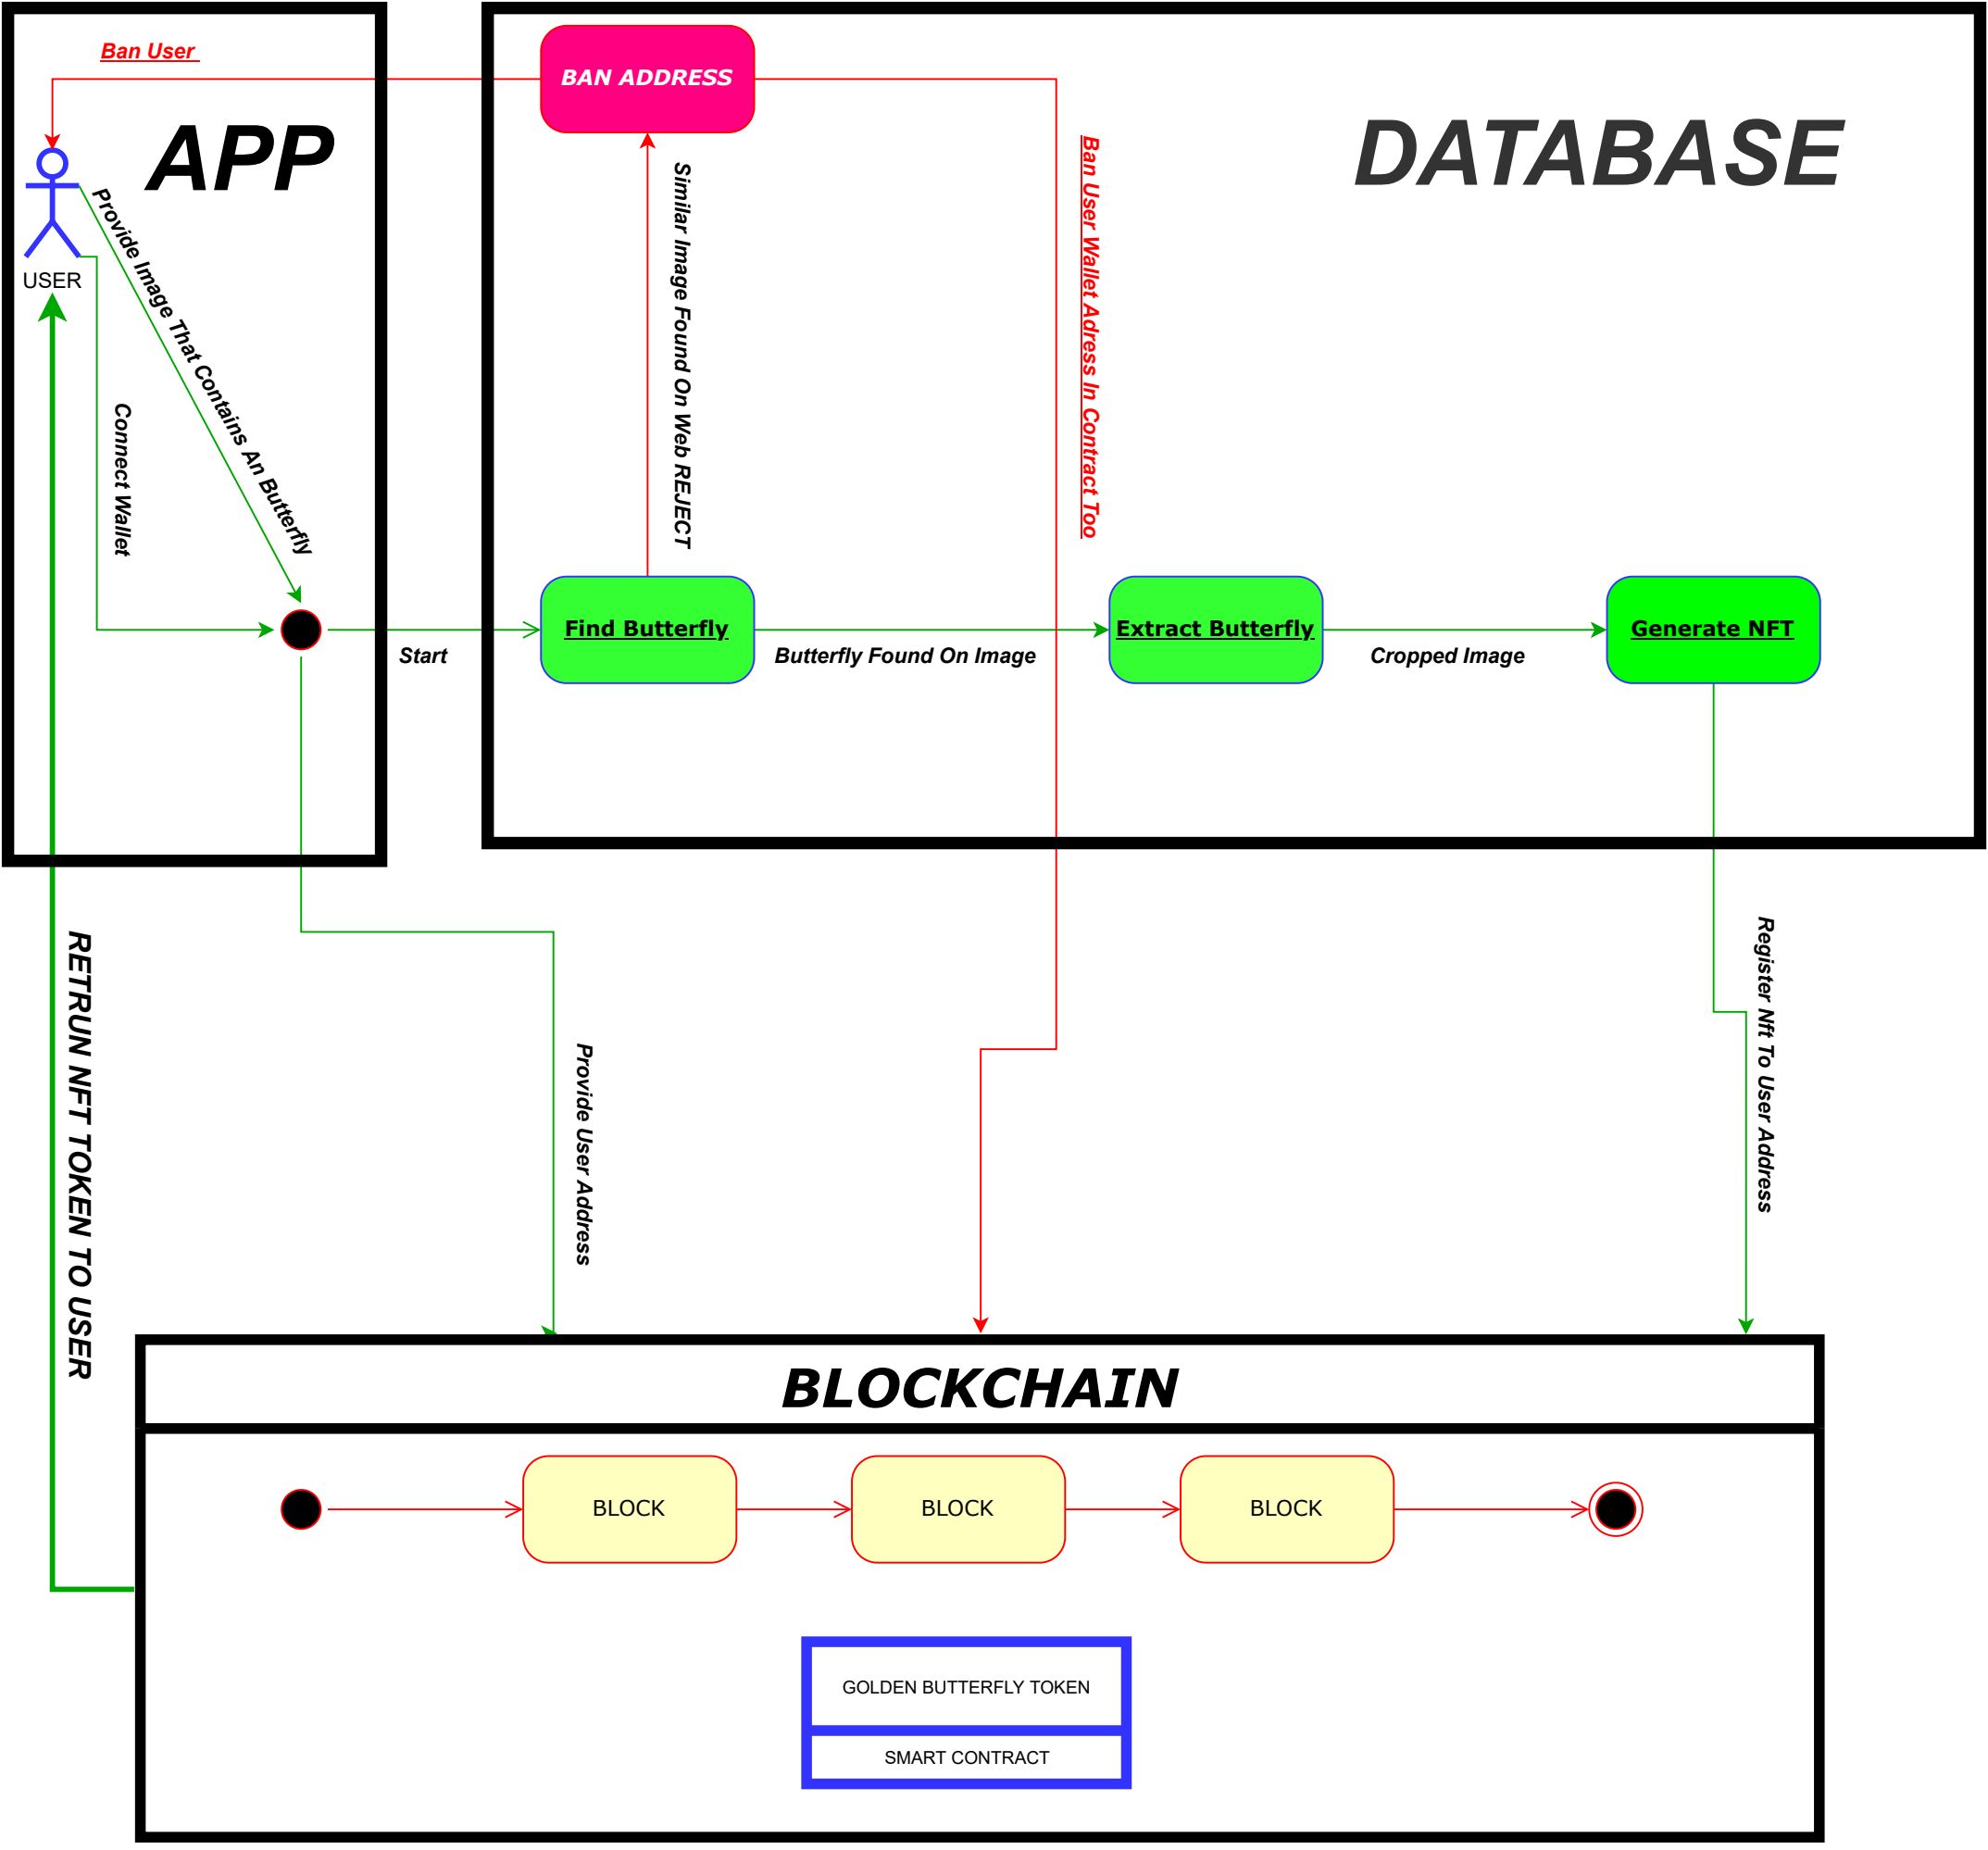 Ban User
BAN ADDRESS
APP
DATABASE
USER
Provide Image That Contains An Butterfly
Connect Wallet
Similar Image Found On Web REJECT
Ban User Wallet Adress In Contract Too
Start
Find Butterfly
Butterfly Found On Image
Extract Butterfly
Cropped Image
Generate NFT
RETRUN NFT TOKEN TO USER
Provide User Address
Register Nft To User Address
BLOCKCHAIN
BLOCK
BLOCK
BLOCK
GOLDEN BUTTERFLY TOKEN
SMART CONTRACT